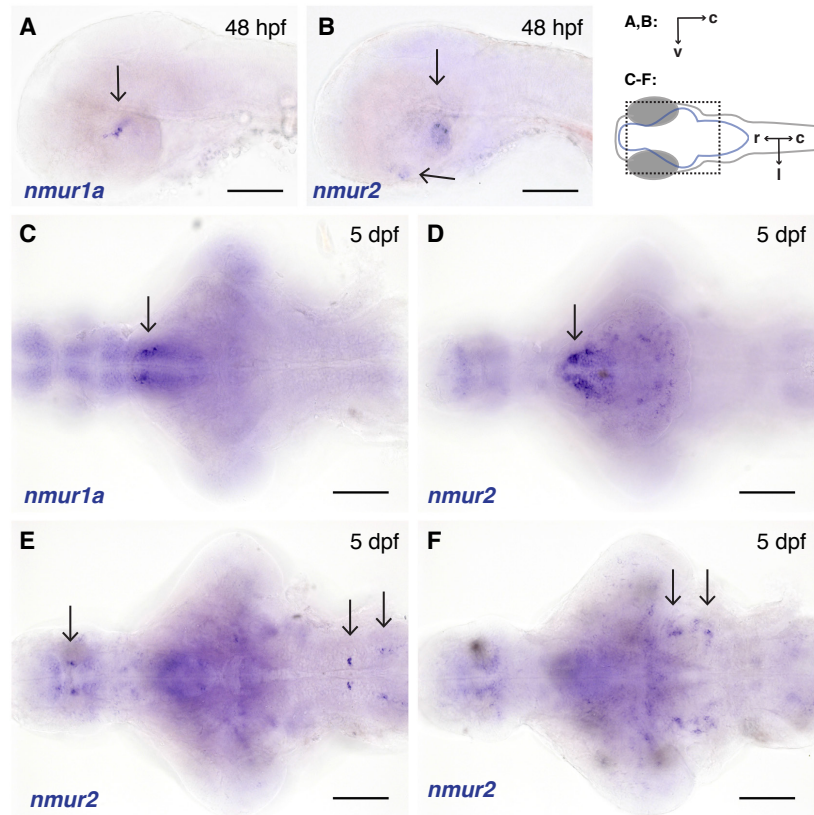 A 48 hpf
nmur1a
B 48 hpf
nmur2
A,B: c
v
C-F:
r c
l
C 5 dpf
nmur1a
D 5 dpf
nmur2
E 5 dpf
nmur2
F 5 dpf
nmur2